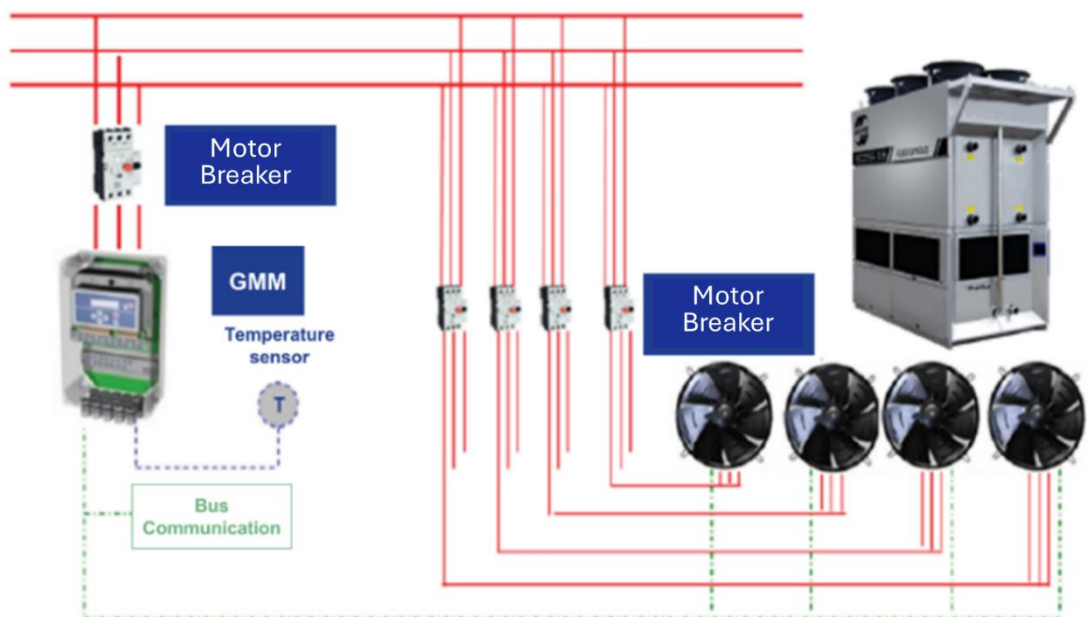 Motor
Breaker
GMM
Temperature
sensor
T
Motor
Breaker
Bus
Communication